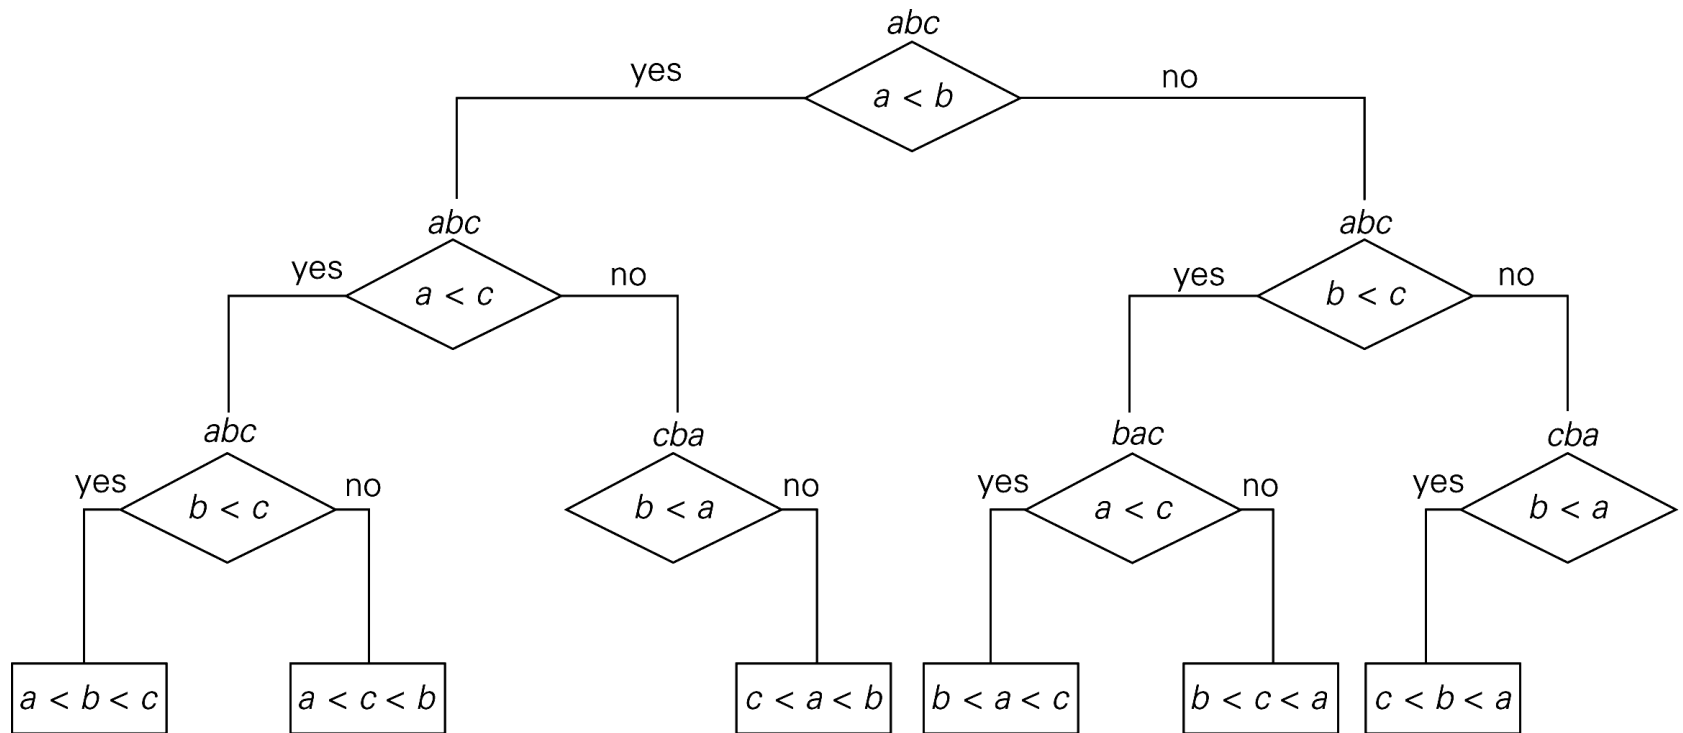 abc
yes
a < b
no
abc
abc
yes
a < c
no
yes
b < c
no
abc
cba
bac
cba
yes
b < c
no
b < a
no
yes
a < c
no
yes
b < a
a < b < c
a < c < b
c < a < b
b < a < c
b < c < a
c < b < a